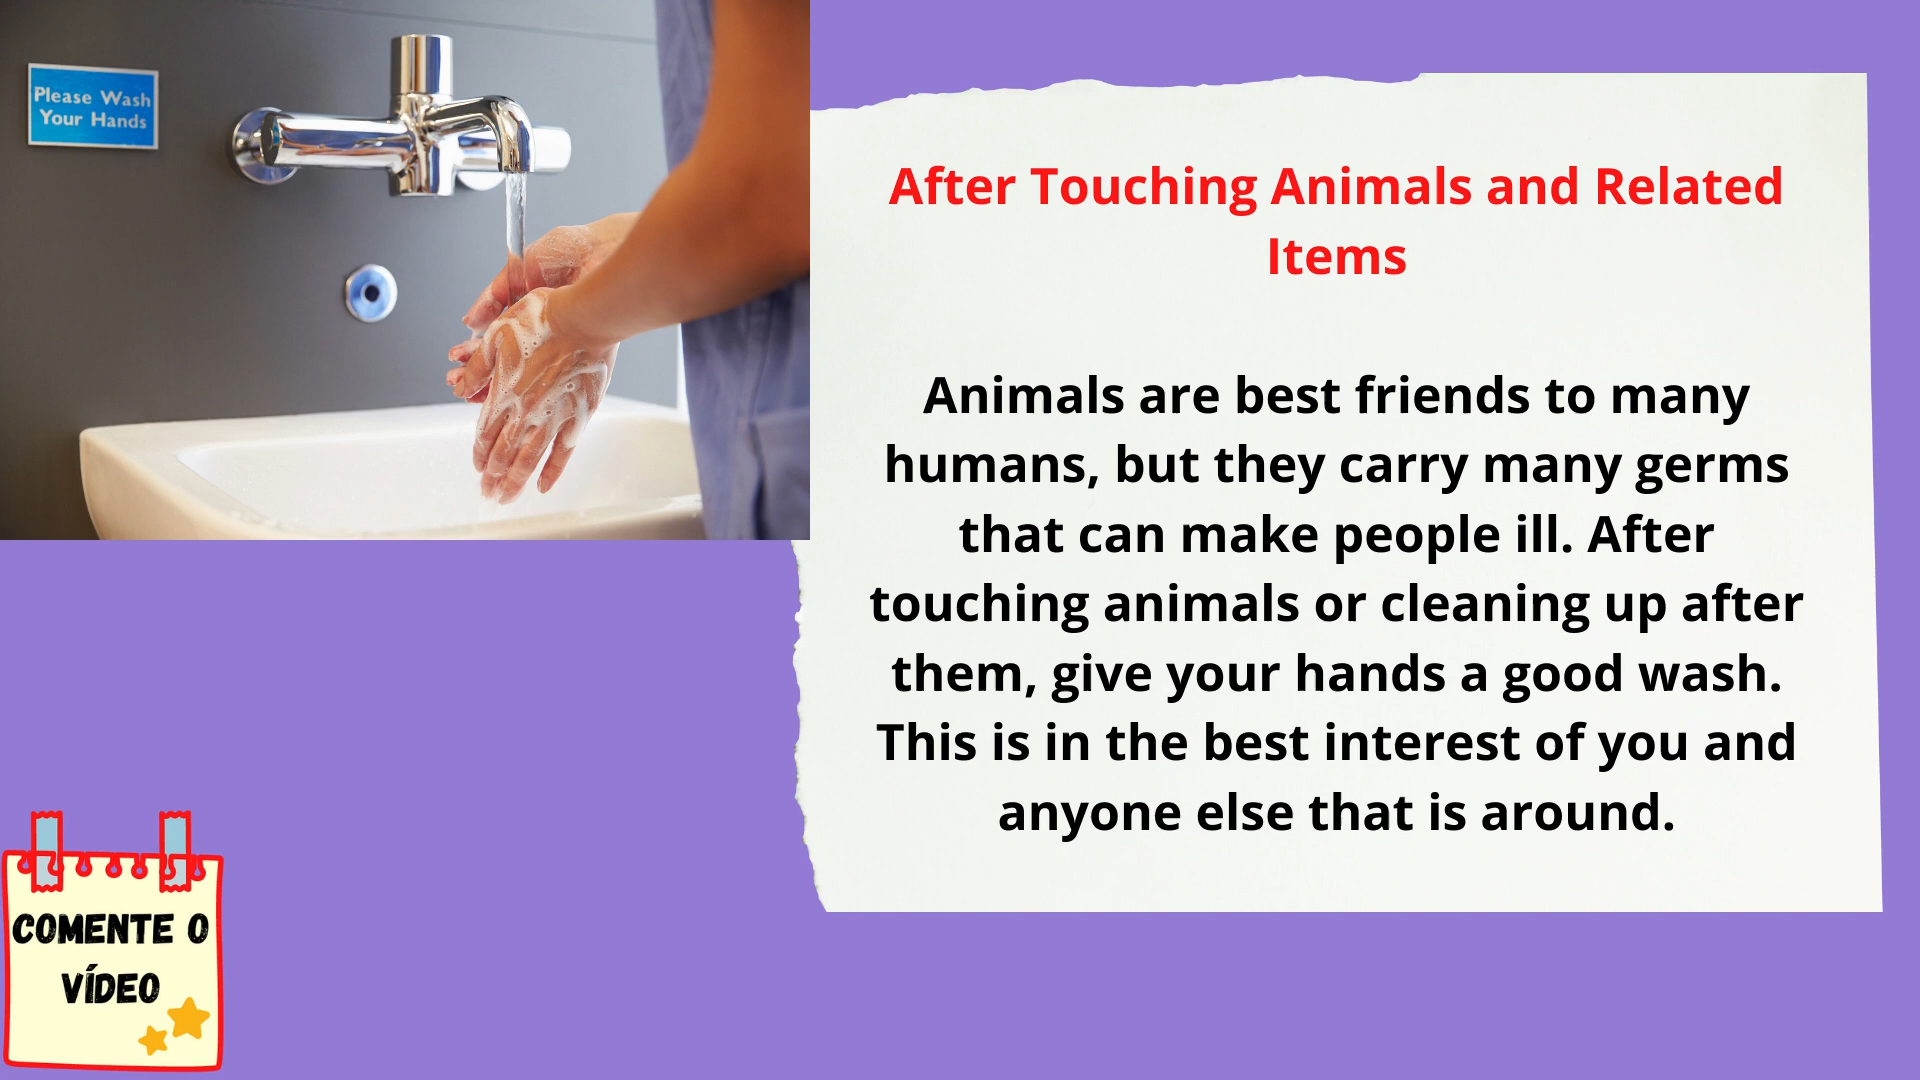 Please Wash
Your Hands
After Touching Animals and Related
Items
Animals are best friends to many
humans, but they carry many germs
that can make people ill. After
touching animals or cleaning up after
them, give your hands a good wash.
This is in the best interest of you and
anyone else that is around.
COMENTE O
VÍDEO